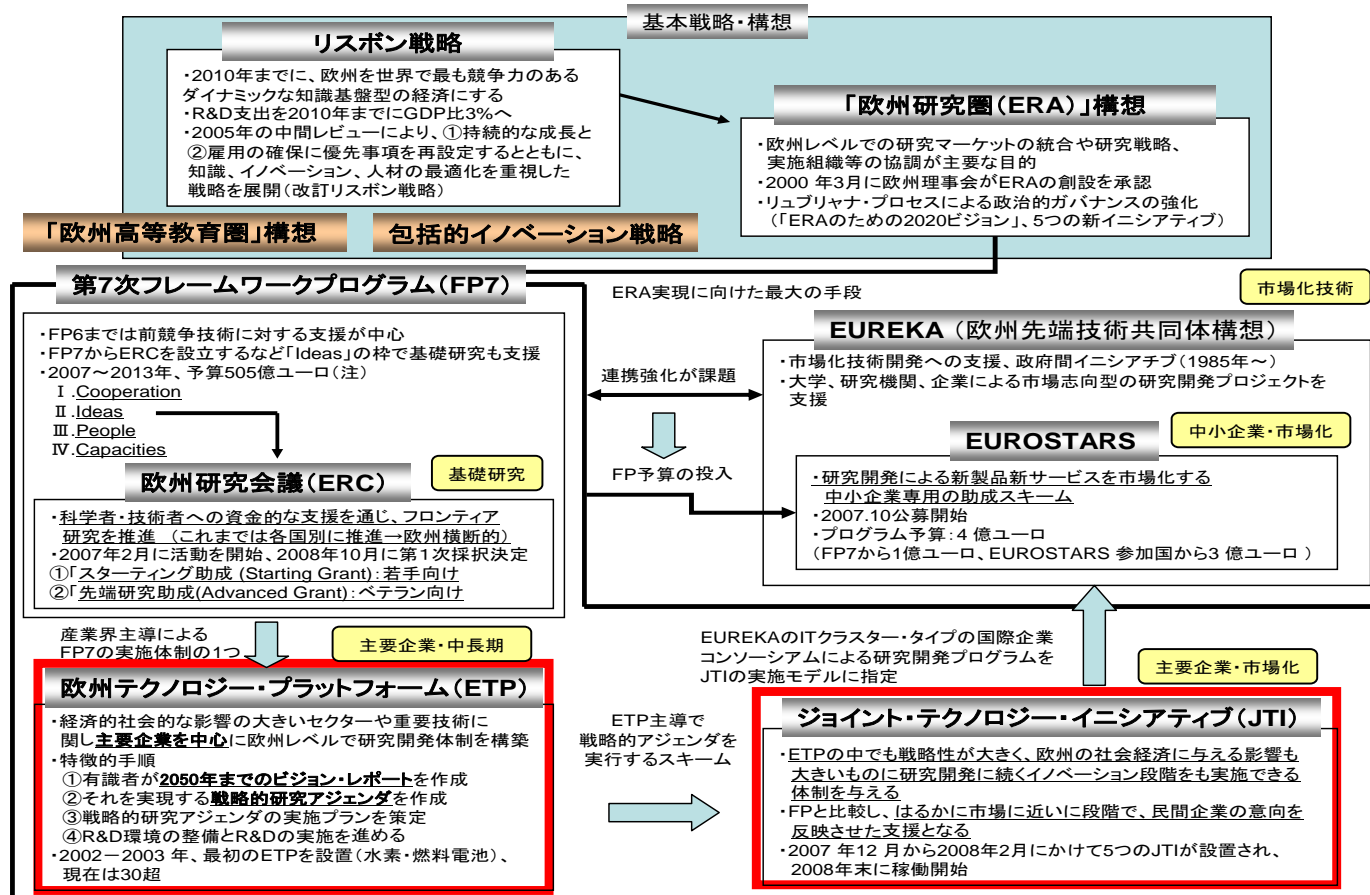 基本戦略・構想
リスボン戦略
・2010年までに、欧州を世界で最も競争力のある
ダイナミックな知識基盤型の経済にする
・R&D支出を2010年までにGDP比3%へ
・2005年の中間レビューにより、①持続的な成長と
②雇用の確保に優先事項を再設定するとともに、
知識、イノベーション、人材の最適化を重視した
戦略を展開(改訂リスボン戦略)
「欧州研究圏(ERA)」構想
・欧州レベルでの研究マーケットの統合や研究戦略、
実施組織等の協調が主要な目的
・2000 年3月に欧州理事会がERAの創設を承認
・リュブリャナ・プロセスによる政治的ガバナンスの強化
(「ERAのための2020ビジョン」、5つの新イニシアティブ)
「欧州高等教育圏」構想
包括的イノベーション戦略
第7次フレームワークプログラム(FP7)
・FP6までは前競争技術に対する支援が中心
・FP7からERCを設立するなど「Ideas」の枠で基礎研究も支援
・2007～2013年、予算505億ユーロ(注)
Ⅰ.Cooperation
Ⅱ.Ideas
Ⅲ.People
Ⅳ.Capacities
欧州研究会議(ERC)
基礎研究
・科学者・技術者への資金的な支援を通じ、フロンティア
研究を推進 (これまでは各国別に推進→欧州横断的)
・2007年2月に活動を開始、2008年10月に第1次採択決定
①「スターティング助成 (Starting Grant):若手向け
②「先端研究助成(Advanced Grant):ベテラン向け
ERA実現に向けた最大の手段
市場化技術
連携強化が課題
FP予算の投入
EUREKA (欧州先端技術共同体構想)
・市場化技術開発への支援、政府間イニシアチブ(1985年～)
・大学、研究機関、企業による市場志向型の研究開発プロジェクトを
支援
EUROSTARS
中小企業・市場化
・研究開発による新製品新サービスを市場化する
中小企業専用の助成スキーム
・2007.10公募開始
・プログラム予算:4 億ユーロ
(FP7から1億ユーロ、EUROSTARS 参加国から3 億ユーロ )
産業界主導による
FP7の実施体制の1つ
主要企業・中長期
欧州テクノロジー・プラットフォーム(ETP)
・経済的社会的な影響の大きいセクターや重要技術に
関し主要企業を中心に欧州レベルで研究開発体制を構築
・特徴的手順
①有識者が2050年までのビジョン・レポートを作成
②それを実現する戦略的研究アジェンダを作成
③戦略的研究アジェンダの実施プランを策定
④R&D環境の整備とR&Dの実施を進める
・2002－2003 年、最初のETPを設置(水素・燃料電池)、
現在は30超
ETP主導で
戦略的アジェンダを
実行するスキーム
EUREKAのITクラスター・タイプの国際企業
コンソーシアムによる研究開発プログラムを
JTIの実施モデルに指定
主要企業・市場化
ジョイント・テクノロジー・イニシアティブ(JTI)
・ETPの中でも戦略性が大きく、欧州の社会経済に与える影響も
大きいものに研究開発に続くイノベーション段階をも実施できる
体制を与える
・FPと比較し、はるかに市場に近いに段階で、民間企業の意向を
反映させた支援となる
・2007 年12 月から2008年2月にかけて5つのJTIが設置され、
2008年末に稼働開始